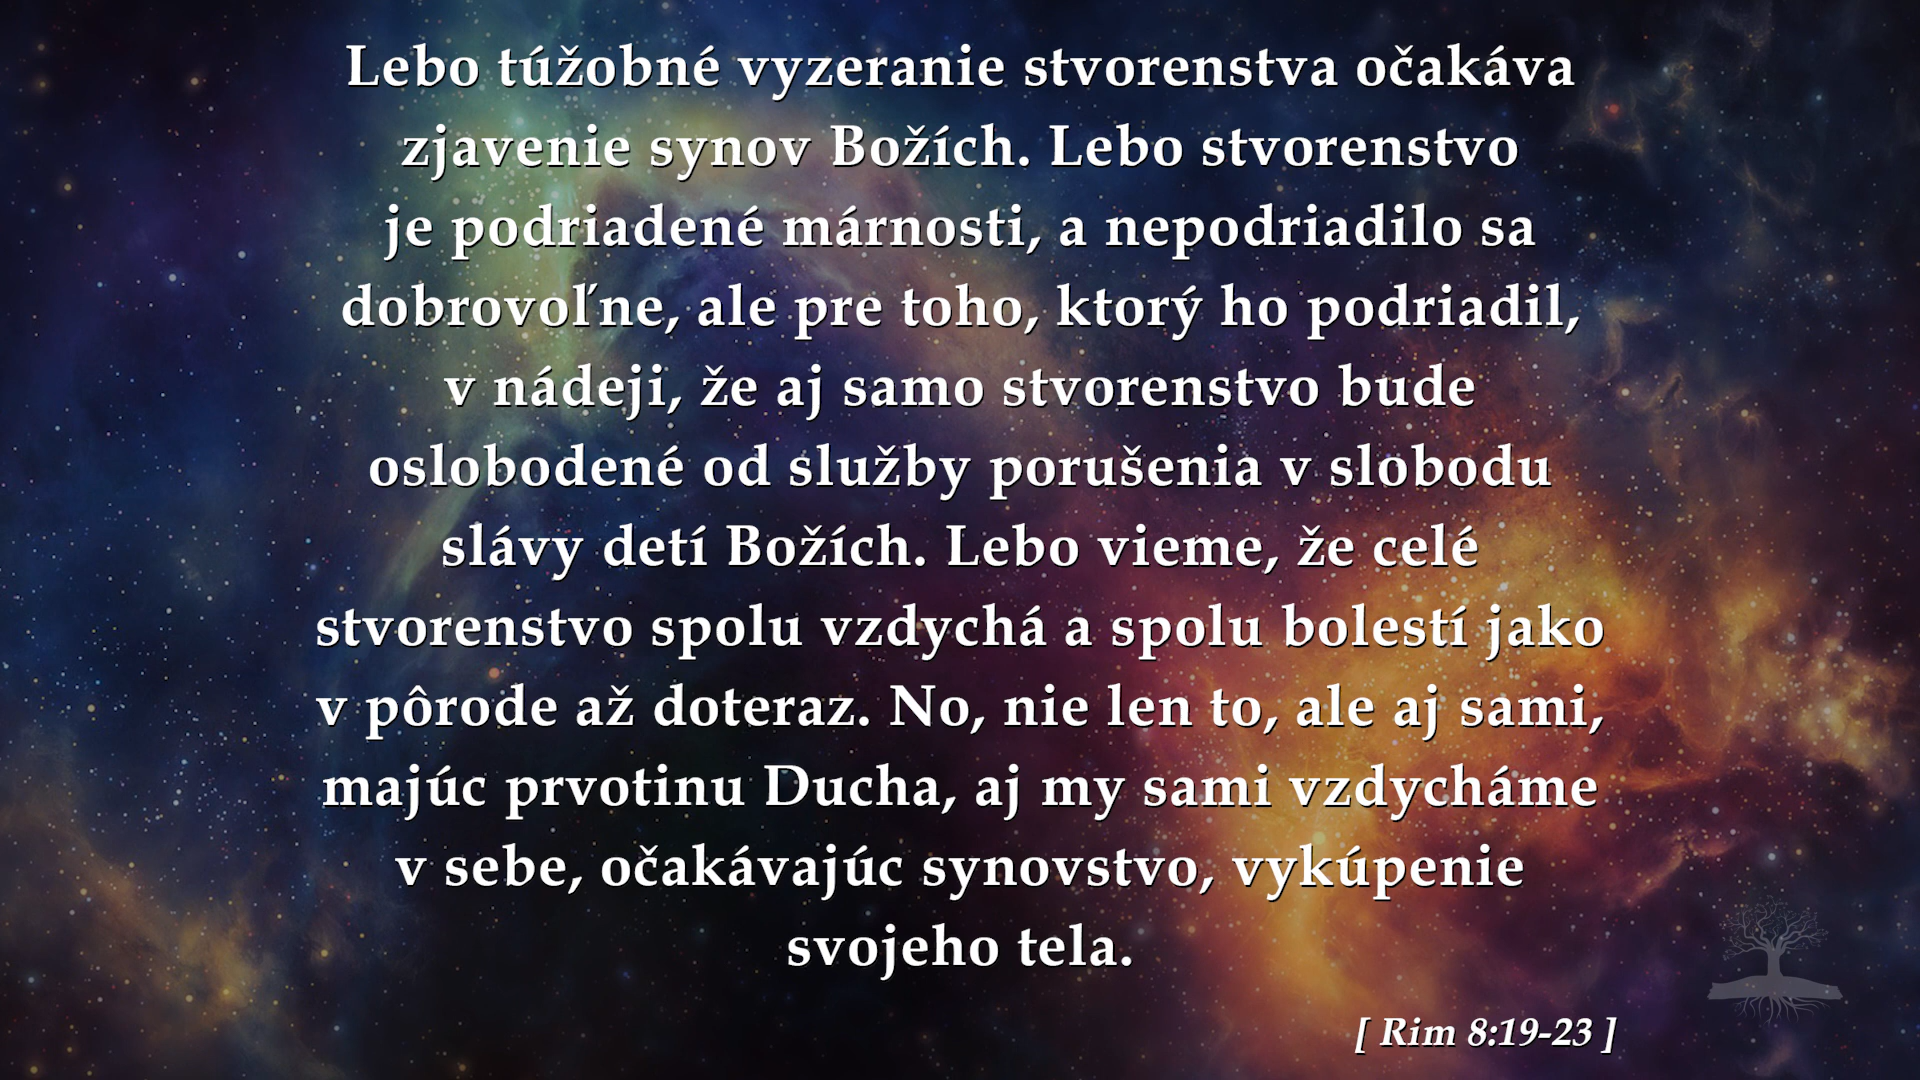 Lebo túžobné vyzeranie stvorenstva očakáva
zjavenie synov Božích. Lebo stvorenstvo
je podriadené márnosti, a nepodriadilo sa
dobrovoľne, ale pre toho, ktorý ho podriadil,
v nádeji, že aj samo stvorenstvo bude
oslobodené od služby porušenia v slobodu
slávy detí Božích. Lebo vieme, že celé
stvorenstvo spolu vzdychá a spolu bolestí jako
v pôrode až doteraz. No, nie len to, ale aj sami,
majúc prvotinu Ducha, aj my sami vzdycháme
v sebe, očakávajúc synovstvo, vykúpenie
svojeho tela.
[ Rim 8:19-23 ]